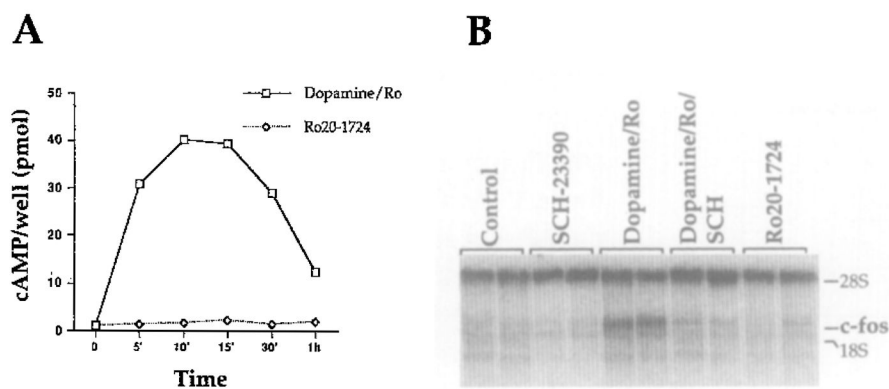 A
B
50
40
30
20
10
0
cAMP/well (pmol)
Dopamine/Ro
Ro20-1724
0
5'
10'
15'
30'
1h
Time
Control
SCH-23390
Dopamine/Ro
Dopamine/Ro/
SCH
Ro20-1724
28S
c-fos
18S